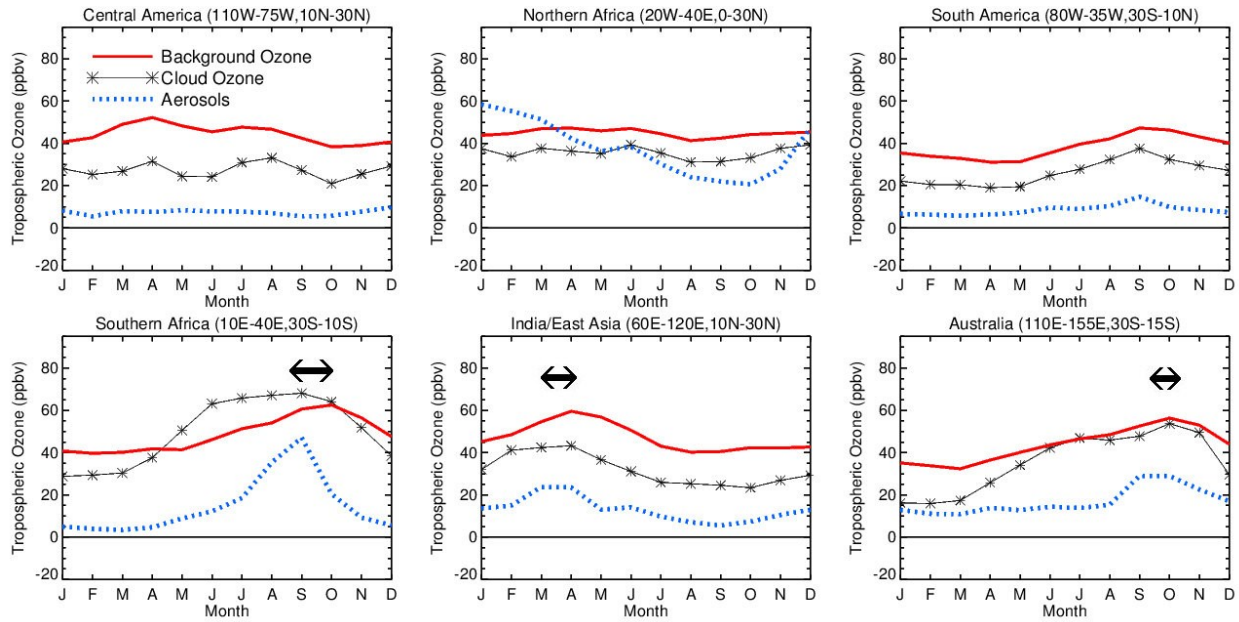 Central America (110W-75W,10N-30N)
Tropospheric Ozone (ppbv)
80
60
40
20
0
-20
Background Ozone
Cloud Ozone
Aerosols
J F M A M J J A S O N D
Month
Northern Africa (20W-40E,0-30N)
Tropospheric Ozone (ppbv)
80
60
40
20
0
-20
J F M A M J J A S O N D
Month
South America (80W-35W,30S-10N)
Tropospheric Ozone (ppbv)
80
60
40
20
0
-20
J F M A M J J A S O N D
Month
Southern Africa (10E-40E,30S-10S)
Tropospheric Ozone (ppbv)
80
60
40
20
0
-20
J F M A M J J A S O N D
Month
India/East Asia (60E-120E,10N-30N)
Tropospheric Ozone (ppbv)
80
60
40
20
0
-20
J F M A M J J A S O N D
Month
Australia (110E-155E,30S-15S)
Tropospheric Ozone (ppbv)
80
60
40
20
0
-20
J F M A M J J A S O N D
Month